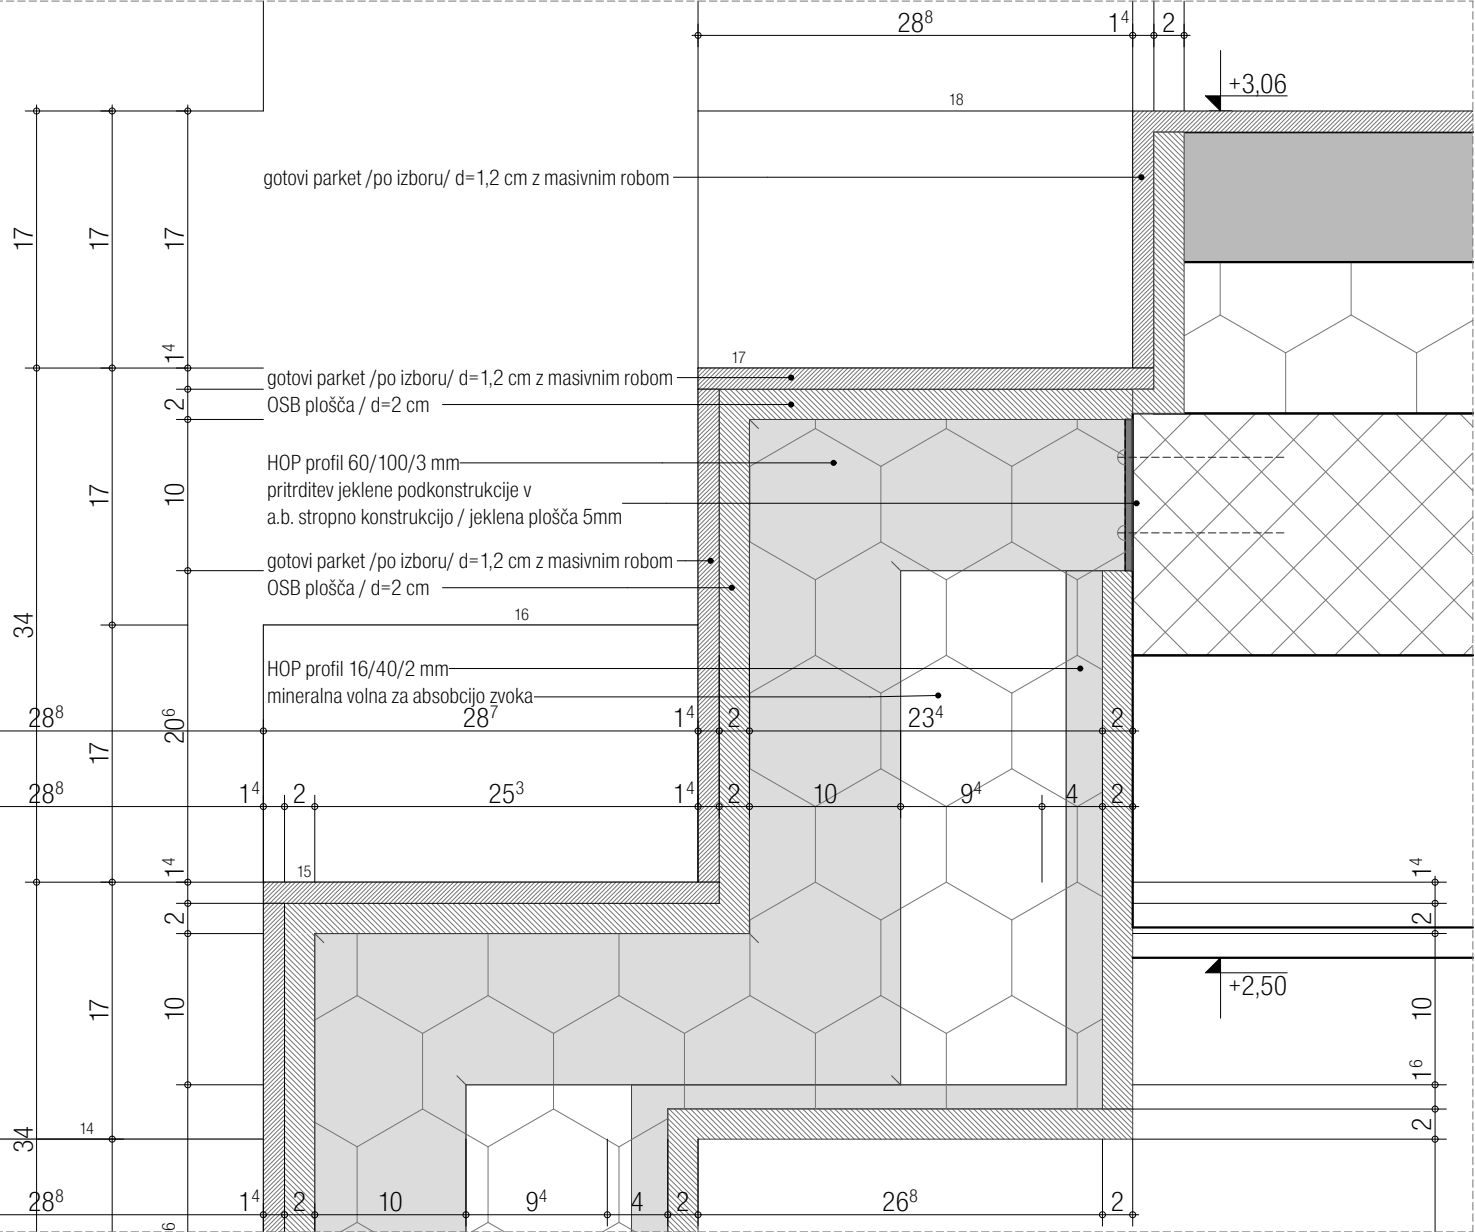 28⁸ 1⁴ 2
+3,06
18
gotovi parket /po izboru/ d=1,2 cm z masivnim robom
17 17 17
1⁴
17
gotovi parket /po izboru/ d=1,2 cm z masivnim robom
2
OSB plošča / d=2 cm
HOP profil 60/100/3 mm
pritrditev jeklene podkonstrukcije v
17 10
a.b. stropno konstrukcijo / jeklena plošča 5mm
gotovi parket /po izboru/ d=1,2 cm z masivnim robom
OSB plošča / d=2 cm
16
34
HOP profil 16/40/2 mm
mineralna volna za absobcijo zvoka
28⁸ 28⁷ 1⁴ 2 23⁴ 2
17 20⁶
28⁸ 1⁴ 2 25³ 1⁴ 2 10 9⁴ 4 2
1⁴ 15 1⁴
2 2
+2,50
17 10 10
1⁶
14
34 2
28⁸ 1⁴ 2 10 9⁴ 4 2 26⁸ 2
6